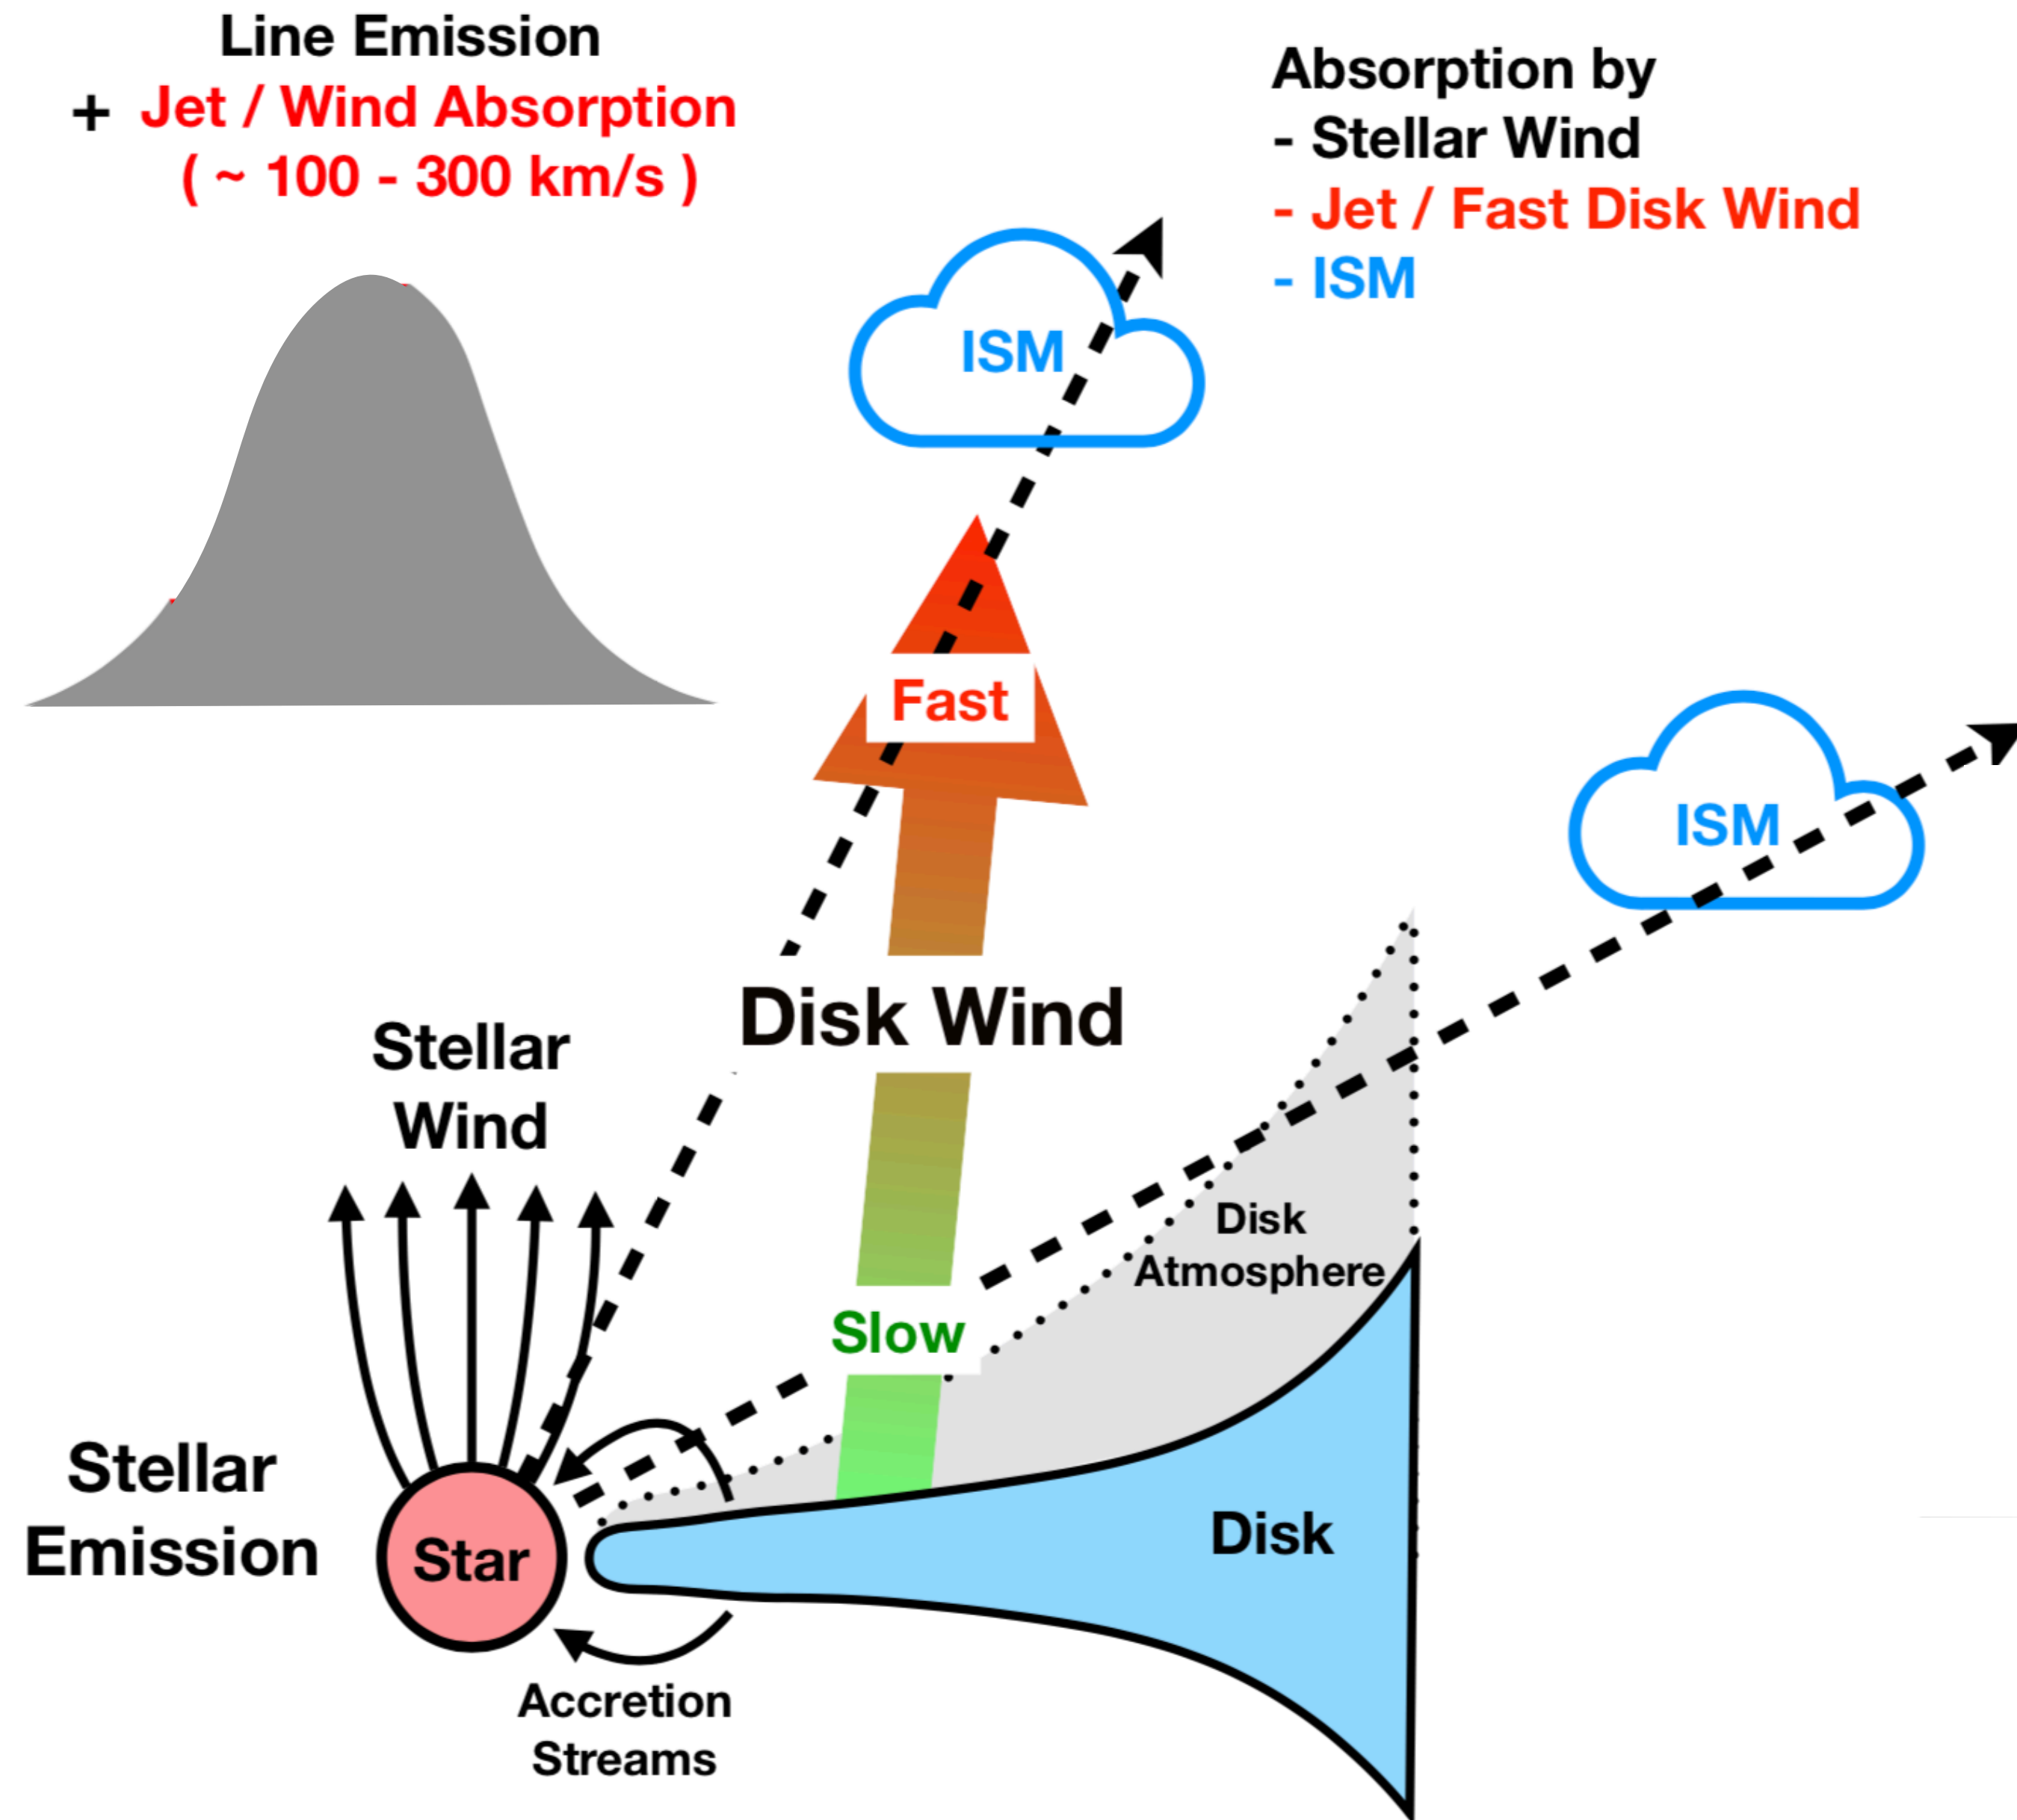 Line Emission
+ Jet / Wind Absorption
( ~ 100 - 300 km/s )
Absorption by
- Stellar Wind
- Jet / Fast Disk Wind
- ISM
ISM
Fast
ISM
Disk Wind
Stellar
Wind
Disk
Atmosphere
Slow
Stellar
Emission
Star
Disk
Accretion
Streams